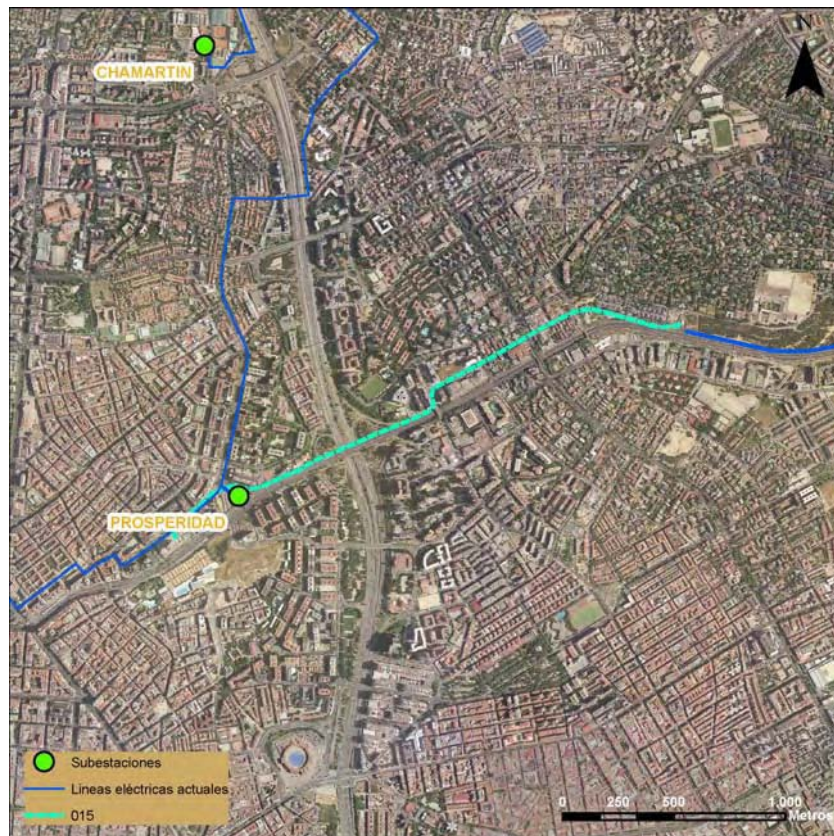 N
CHAMARTIN
PROSPERIDAD
Subestaciones
Lineas eléctricas actuales
015
0 250 500 1.000
Metros